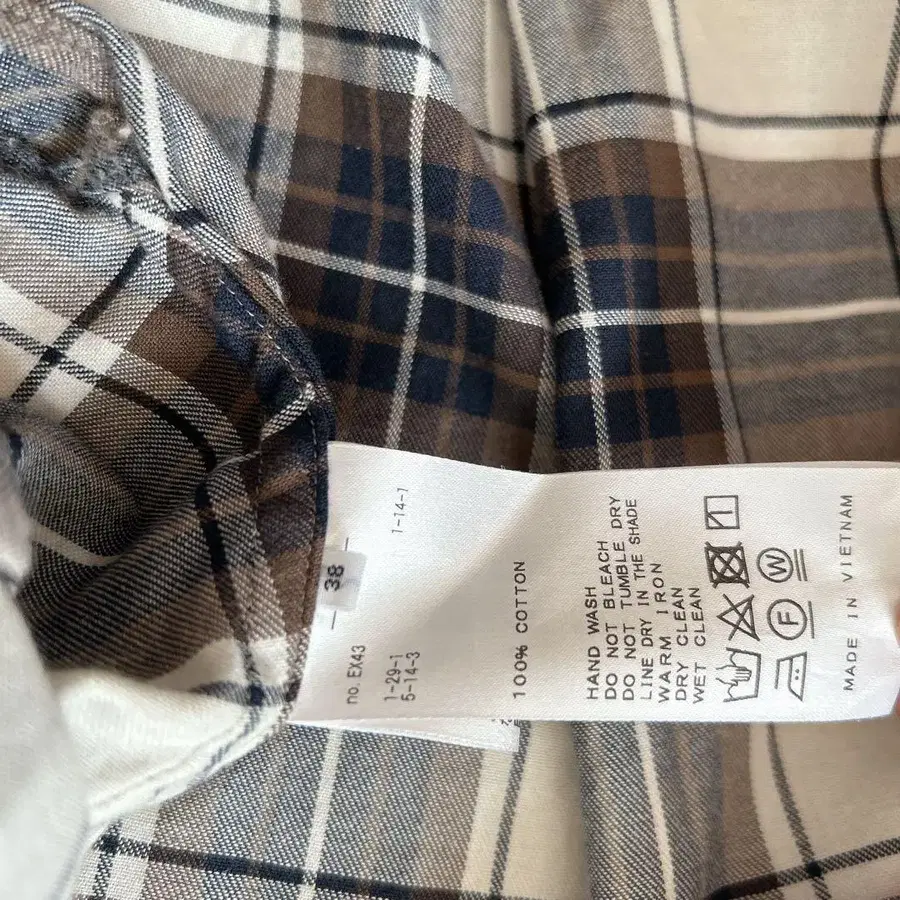 38
no. EX43
1-29-1
5-14-3
1-14-1
100% COTTON
HAND WASH
DO NOT BLEACH
DO NOT TUMBLE DRY
LINE DRY IN THE SHADE
WARM IRON
DRY CLEAN
WET CLEAN
F
W
MADE IN VIETNAM